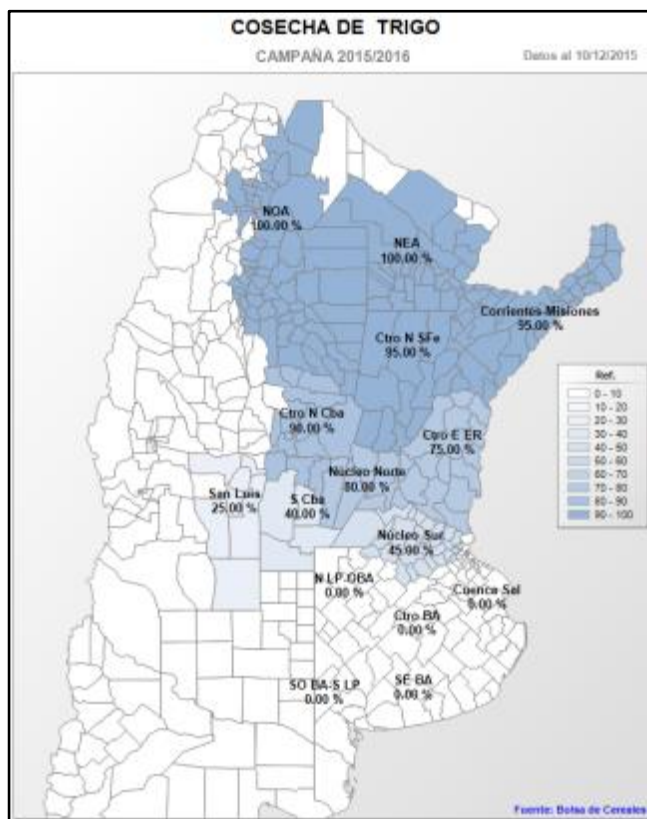 COSECHA DE TRIGO
CAMPAÑA 2015/2016
Datos al 10/12/2015
NOA
100.00 %
NEA
100.00 %
Corrientes-Misiones
95.00 %
Ctro N SFe
95.00 %
Ctro N Cba
90.00 %
Ctro E ER
75.00 %
Núcleo Norte
80.00 %
San Luis
25.00 %
S Cba
40.00 %
Núcleo Sur
45.00 %
N LP-OBA
0.00 %
Cuenca Sal
0.00 %
Ctro BA
0.00 %
SO BA-S LP
0.00 %
SE BA
0.00 %
Ref.
0 - 10
10 - 20
20 - 30
30 - 40
40 - 50
50 - 60
60 - 70
70 - 80
80 - 90
90 - 100
Fuente: Bolsa de Cereales